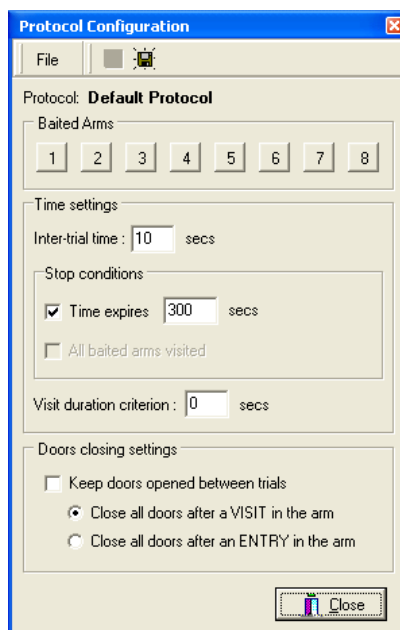 Protocol Configuration
File
Protocol: Default Protocol
Baited Arms
1 2 3 4 5 6 7 8
Time settings
Inter-trial time : 10 secs
Stop conditions
Time expires 300 secs
All baited arms visited
Visit duration criterion : 0 secs
Doors closing settings
Keep doors opened between trials
Close all doors after a VISIT in the arm
Close all doors after an ENTRY in the arm
Close